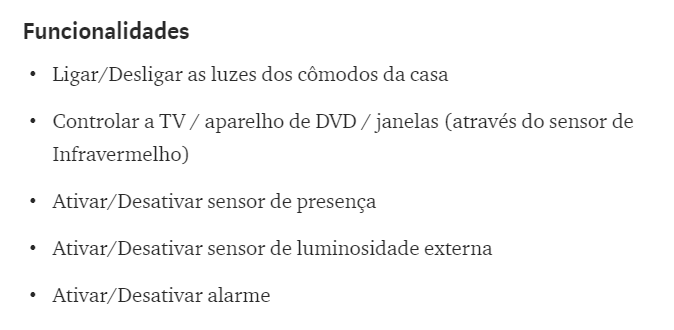 Funcionalidades
• Ligar/Desligar as luzes dos cômodos da casa
• Controlar a TV / aparelho de DVD / janelas (através do sensor de
Infravermelho)
• Ativar/Desativar sensor de presença
• Ativar/Desativar sensor de luminosidade externa
• Ativar/Desativar alarme